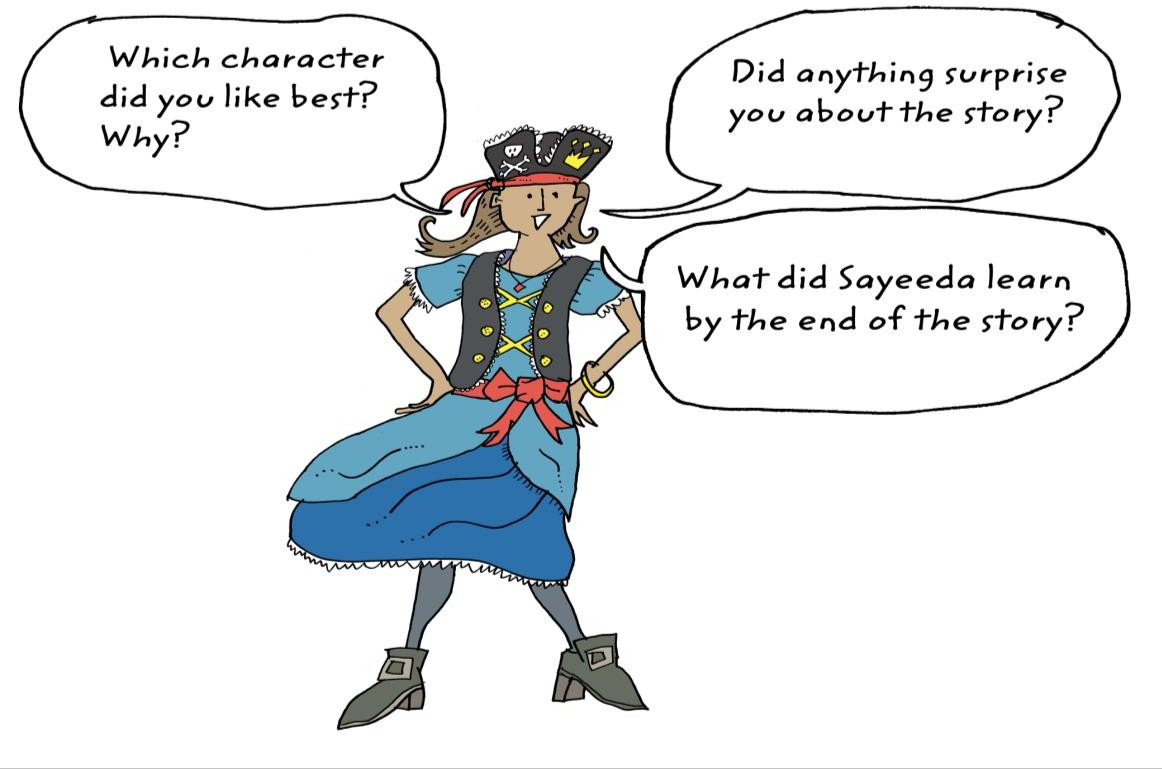 Which character
did you like best?
Why?
Did anything surprise
you about the story?
What did Sayeeda learn
by the end of the story?